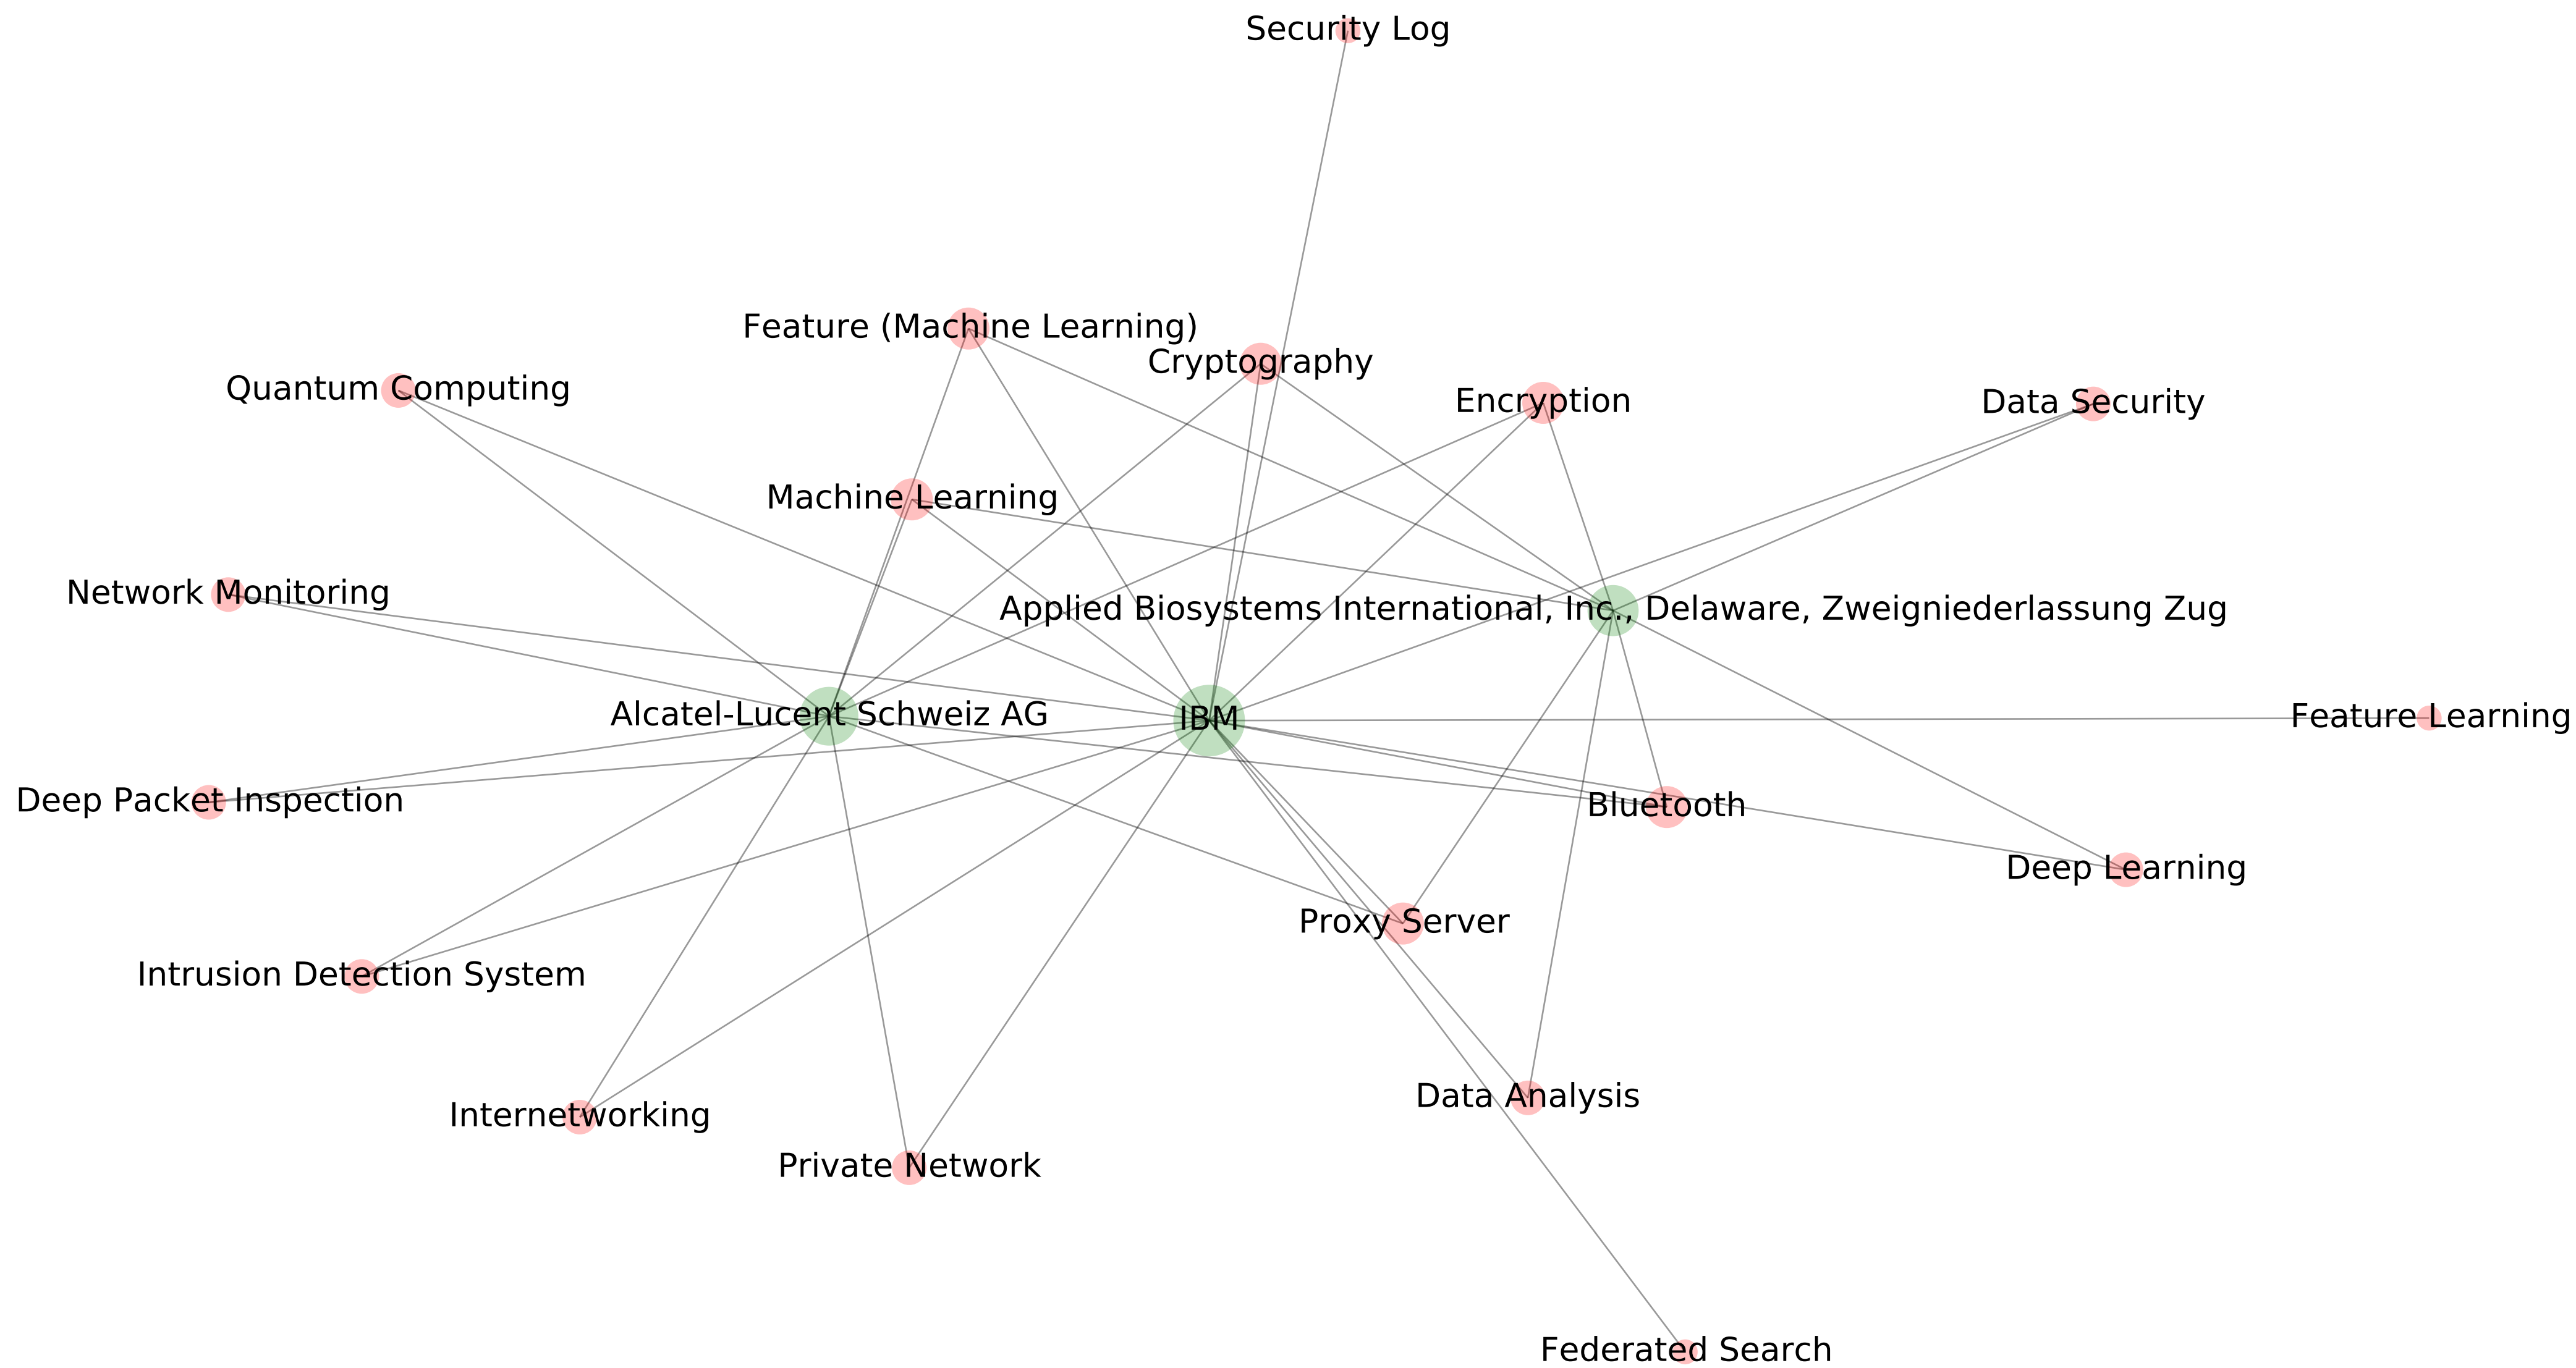 Security Log
Feature (Machine Learning)
Cryptography
Quantum Computing
Encryption
Data Security
Machine Learning
Network Monitoring
Applied Biosystems International, Inc., Delaware, Zweigniederlassung Zug
Alcatel-Lucent Schweiz AG
IBM
Feature Learning
Deep Packet Inspection
Bluetooth
Deep Learning
Proxy Server
Intrusion Detection System
Data Analysis
Internetworking
Private Network
Federated Search